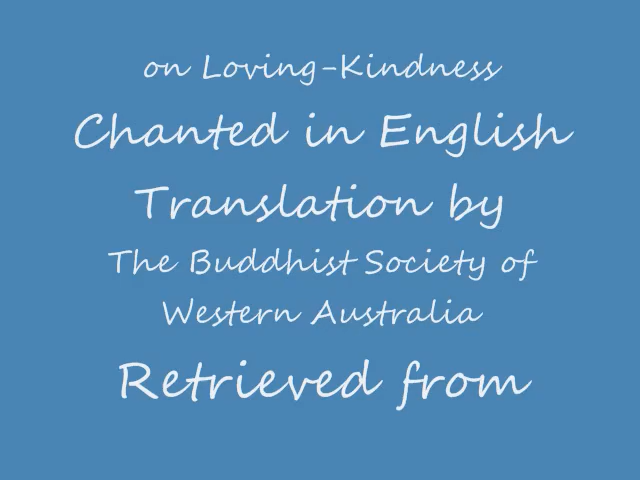 on Loving-Kindness
Chanted in English
Translation by
The Buddhist Society of
Western Australia
Retrieved from